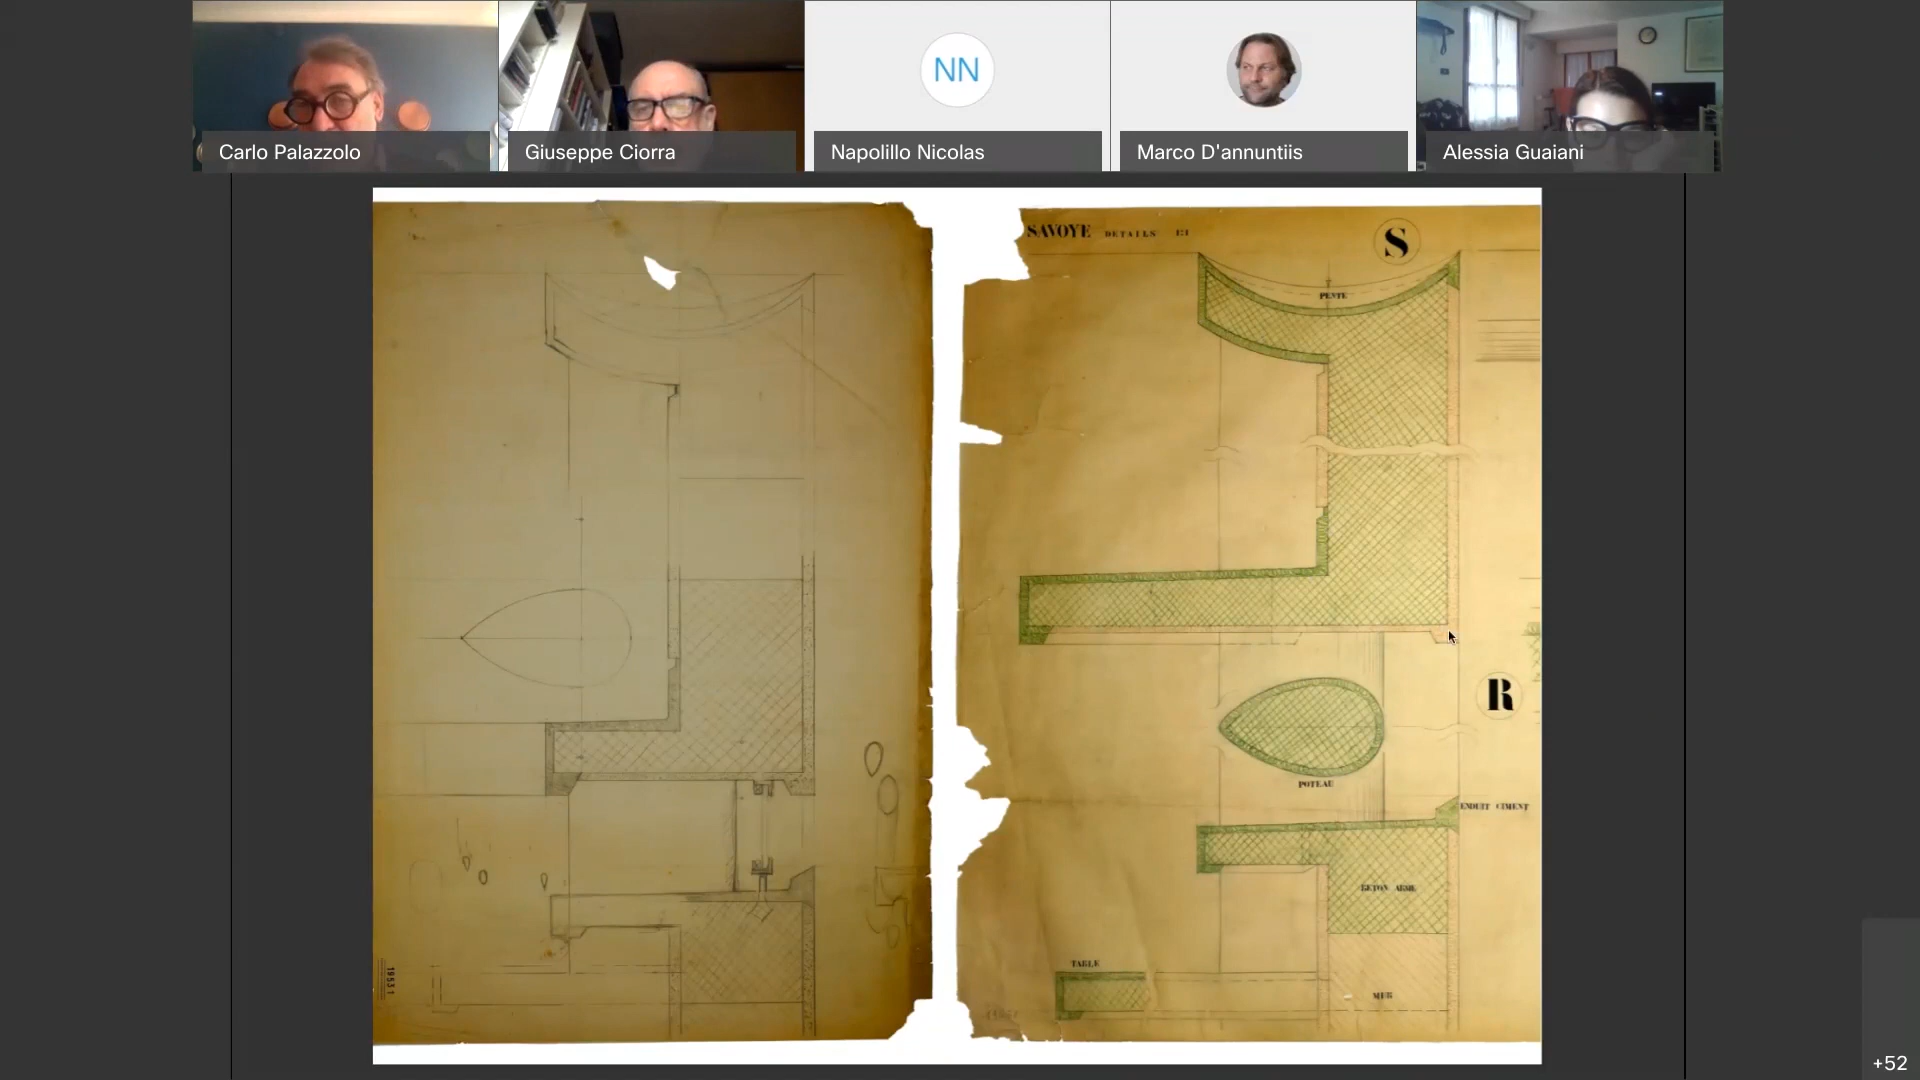 NN
Carlo Palazzolo
Giuseppe Ciorra
Napolillo Nicolas
Marco D'annuntiis
Alessia Guaiani
SAVOYE DETAILS 1:1
S
PENTE
R
POTEAU
ENDUIT CIMENT
BETON ARME
TABLE
MUR
19531
+52